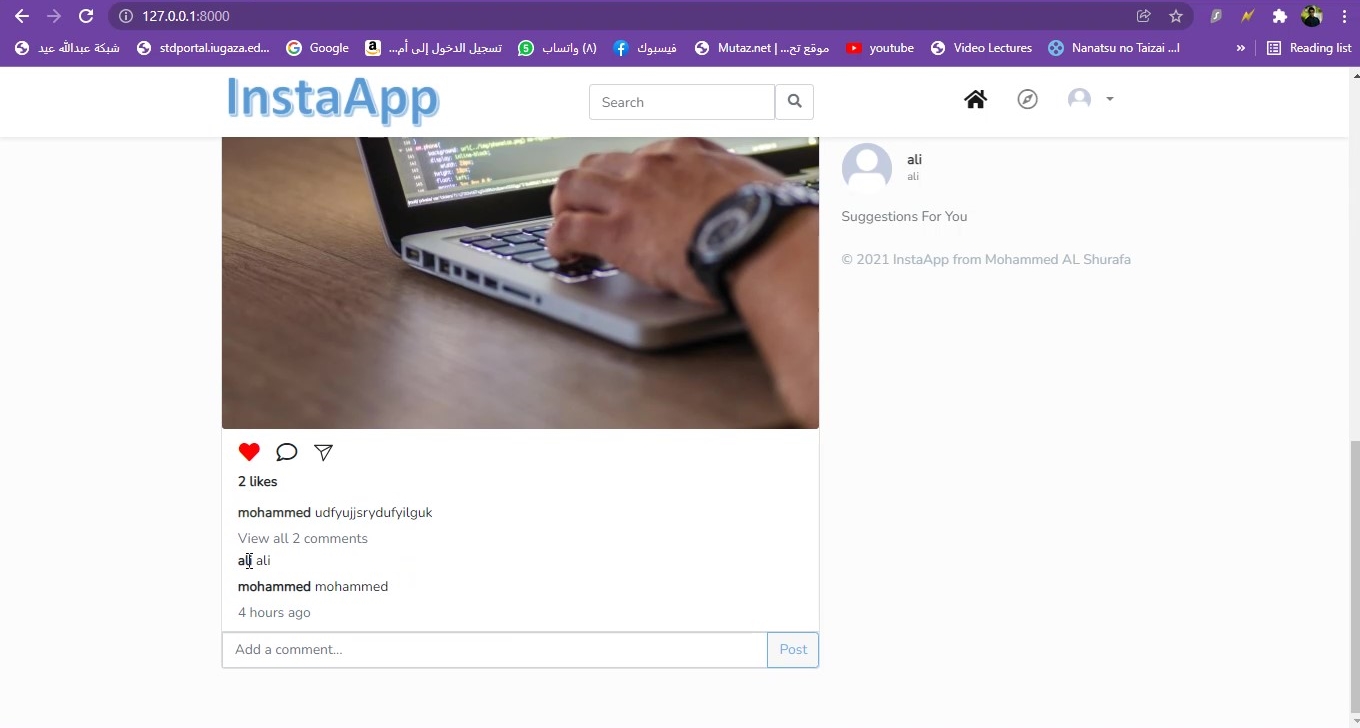 127.0.0.1:8000
شبكة عبدالله عيد
stdportal.iugaza.ed...
Google
تسجيل الدخول إلى أم...
(٨) واتساب
فيسبوك
Mutaz.net | موقع تح...
youtube
Video Lectures
Nanatsu no Taizai ...ا
»
Reading list
InstaApp
Search
ali
ali
Suggestions For You
© 2021 InstaApp from Mohammed AL Shurafa
2 likes
mohammed udfyujjsrydufyilguk
View all 2 comments
ali ali
mohammed mohammed
4 hours ago
Add a comment...
Post